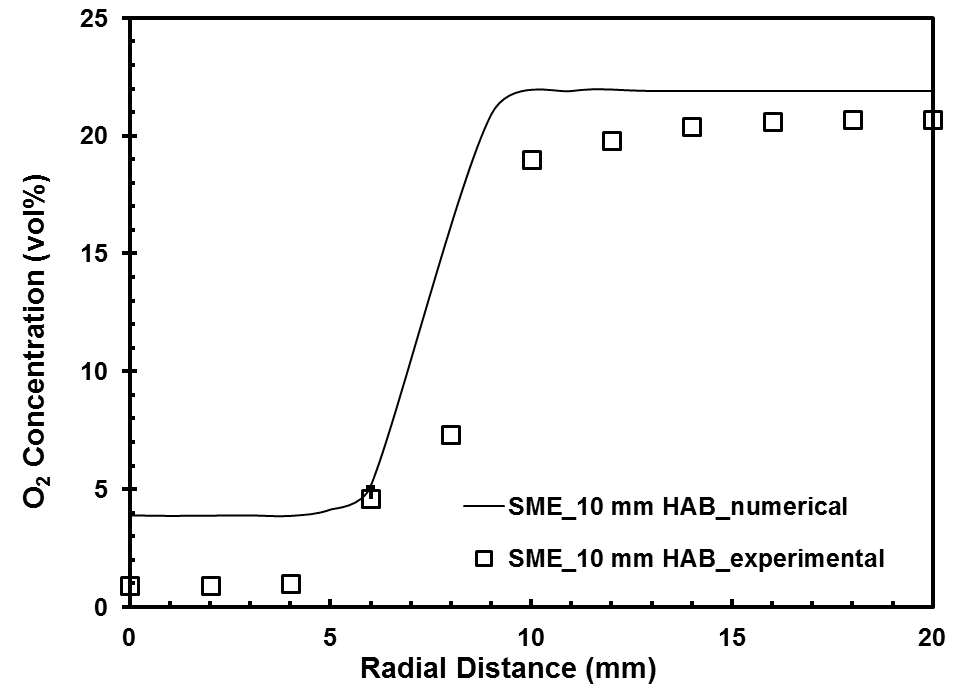 25
20
15
10
5
0
O₂ Concentration (vol%)
SME_10 mm HAB_numerical
SME_10 mm HAB_experimental
0 5 10 15 20
Radial Distance (mm)